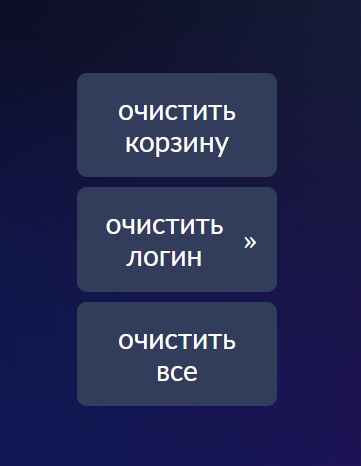 очистить
корзину
очистить
логин
»
очистить
все